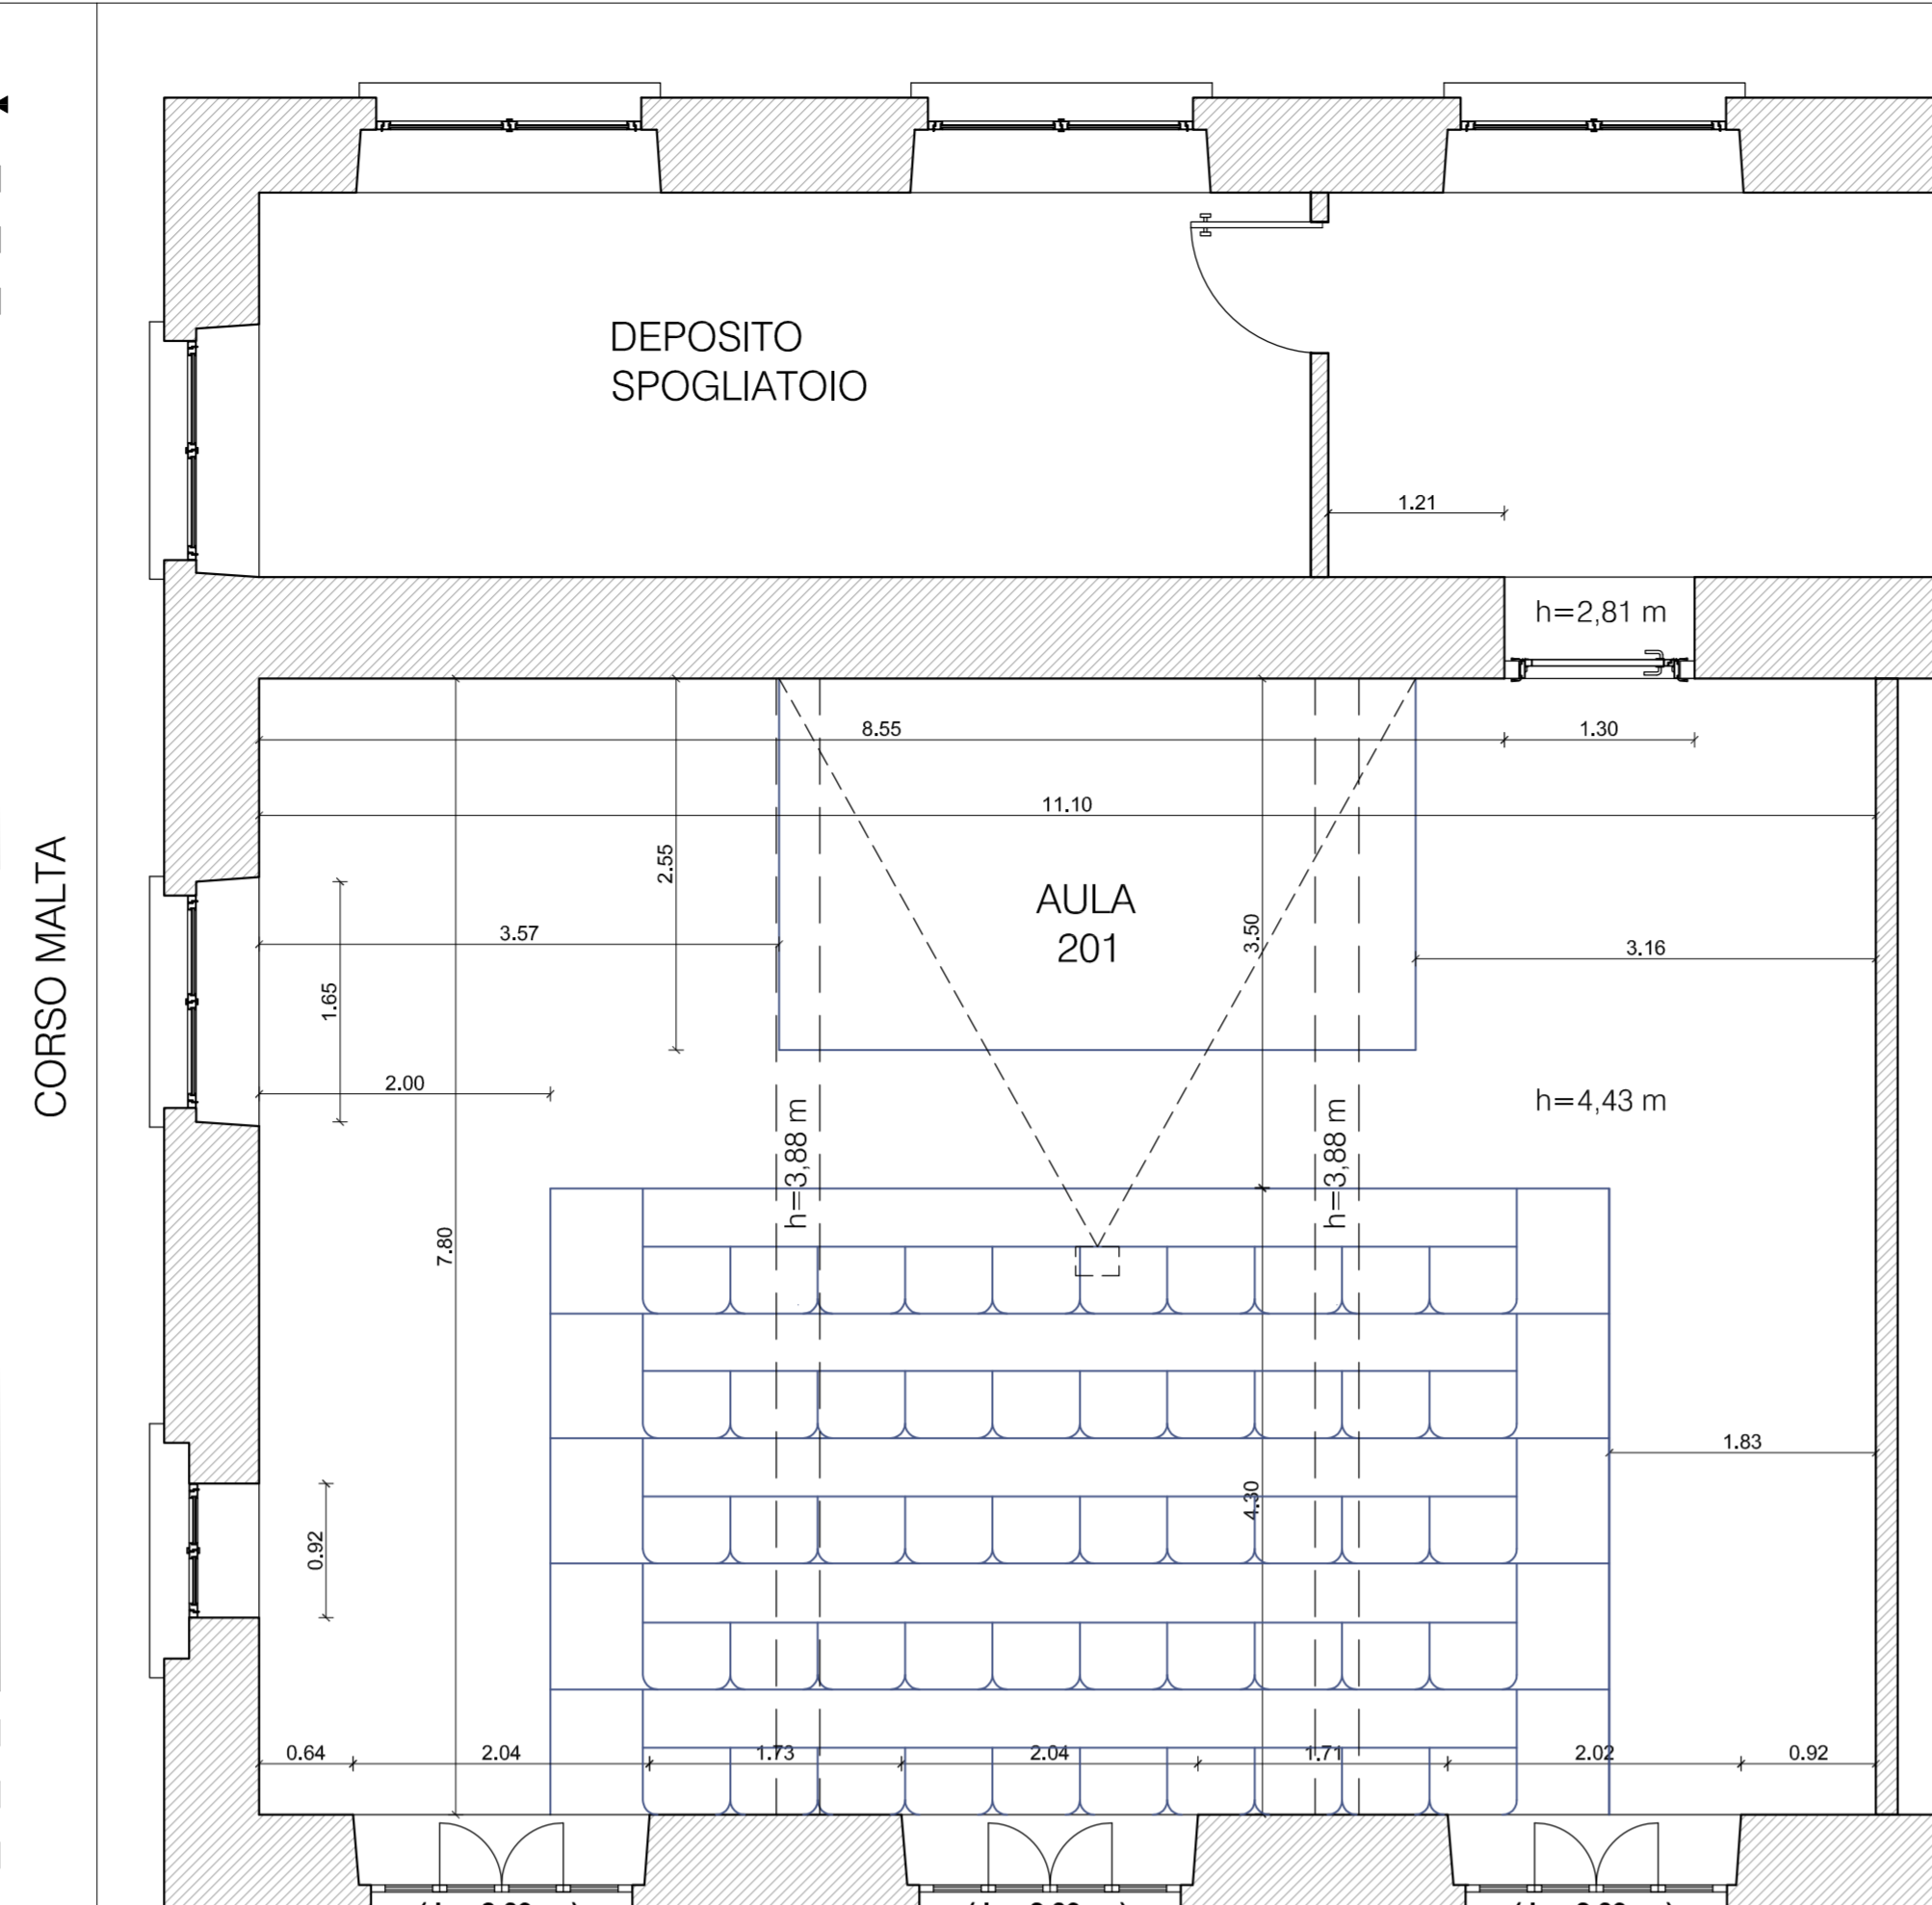 DEPOSITO
SPOGLIATOIO
1.21
h=2,81 m
8.55
1.30
11.10
2.55
AULA
201
3.50
3.57
3.16
1.65
2.00
h=4,43 m
CORSO MALTA
h=3,88 m
h=3,88 m
7.80
1.83
4.30
0.92
0.64
2.04
1.73
2.04
1.71
2.02
0.92